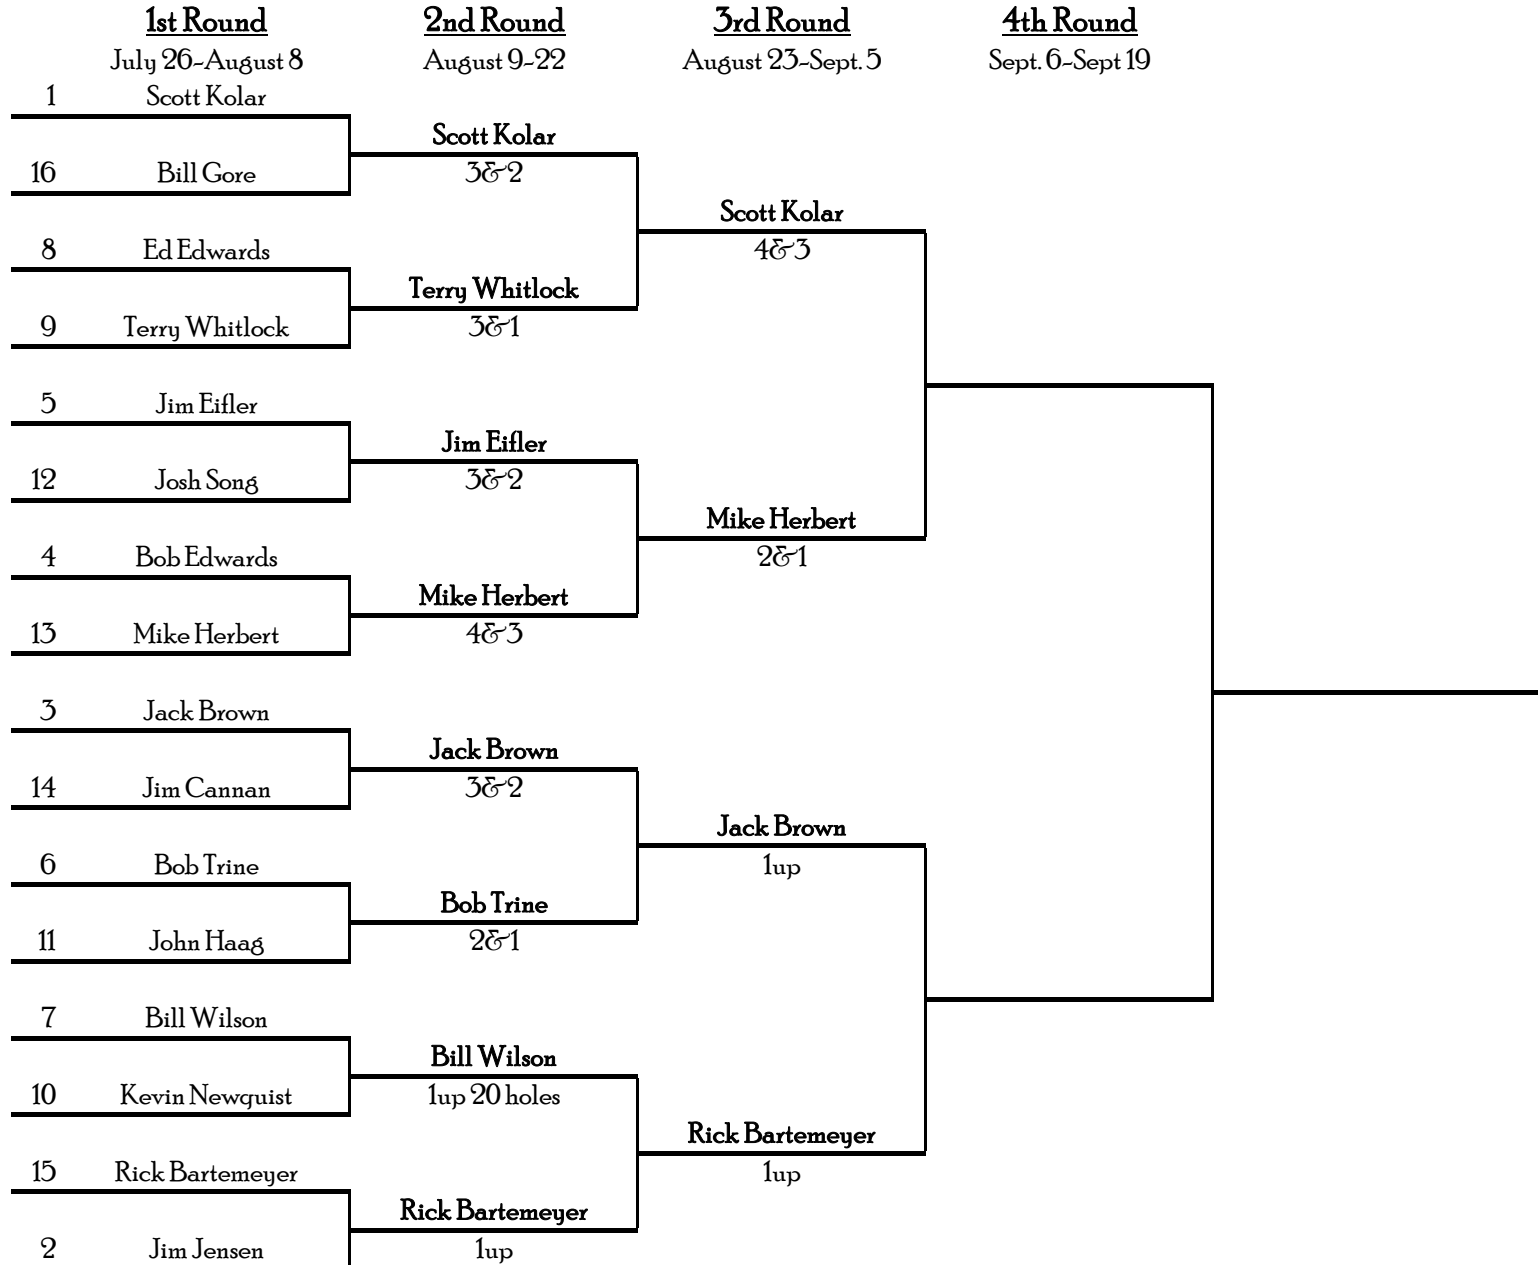 1st Round 2nd Round 3rd Round 4th Round
July 26-August 8 August 9-22 August 23-Sept. 5 Sept. 6-Sept 19
1 Scott Kolar
Scott Kolar
16 Bill Gore 3&2
Scott Kolar
8 Ed Edwards 4&3
Terry Whitlock
9 Terry Whitlock 3&1
5 Jim Eifler
Jim Eifler
12 Josh Song 3&2
Mike Herbert
4 Bob Edwards 2&1
Mike Herbert
13 Mike Herbert 4&3
3 Jack Brown
Jack Brown
14 Jim Cannan 3&2
Jack Brown
6 Bob Trine 1up
Bob Trine
11 John Haag 2&1
7 Bill Wilson
Bill Wilson
10 Kevin Newquist 1up 20 holes
Rick Bartemeyer
15 Rick Bartemeyer 1up
Rick Bartemeyer
2 Jim Jensen 1up